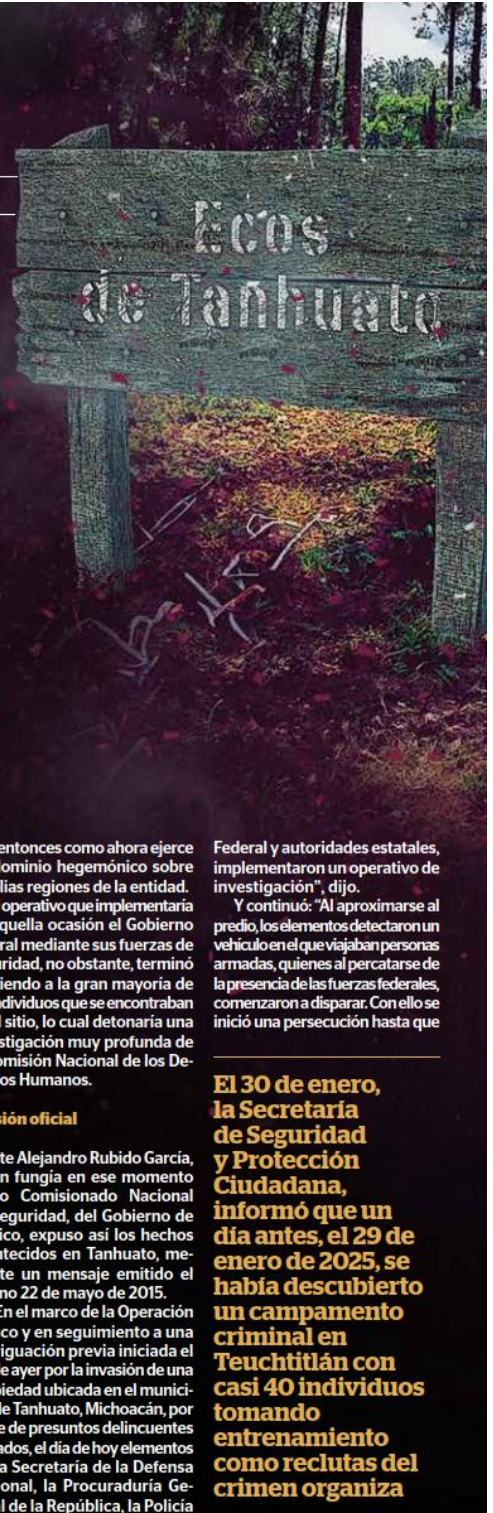 Ecos
de Tanhuato
entonces como ahora ejerce
dominio hegemónico sobre
lias regiones de la entidad.
operativo que implementaría
quella ocasión el Gobierno
ral mediante sus fuerzas de
uridad, no obstante, terminó
iendo a la gran mayoría de
ndividuos que se encontraban
l sitio, lo cual detonaría una
stigación muy profunda de
omisión Nacional de los De-
os Humanos.
sión oficial
te Alejandro Rubido García,
n fungía en ese momento
o Comisionado Nacional
eguridad, del Gobierno de
ico, expuso así los hechos
ntecidos en Tanhuato, me-
te un mensaje emitido el
mo 22 de mayo de 2015.
En el marco de la Operación
co y en seguimiento a una
riguación previa iniciada el
de ayer por la invasión de una
piedad ubicada en el munici-
de Tanhuato, Michoacán, por
e de presuntos delincuentes
ados, el día de hoy elementos
a Secretaría de la Defensa
onal, la Procuraduría Ge-
l de la República, la Policía
Federal y autoridades estatales,
implementaron un operativo de
investigación”, dijo.
Y continuó: “Al aproximarse al
predio, los elementos detectaron un
vehículo en el que viajaban personas
armadas, quienes al percatarse de
la presencia de las fuerzas federales,
comenzaron a disparar. Con ello se
inició una persecución hasta que
El 30 de enero,
la Secretaría
de Seguridad
y Protección
Ciudadana,
informó que un
día antes, el 29 de
enero de 2025, se
había descubierto
un campamento
criminal en
Teuchtitlán con
casi 40 individuos
tomando
entrenamiento
como reclutas del
crimen organiza